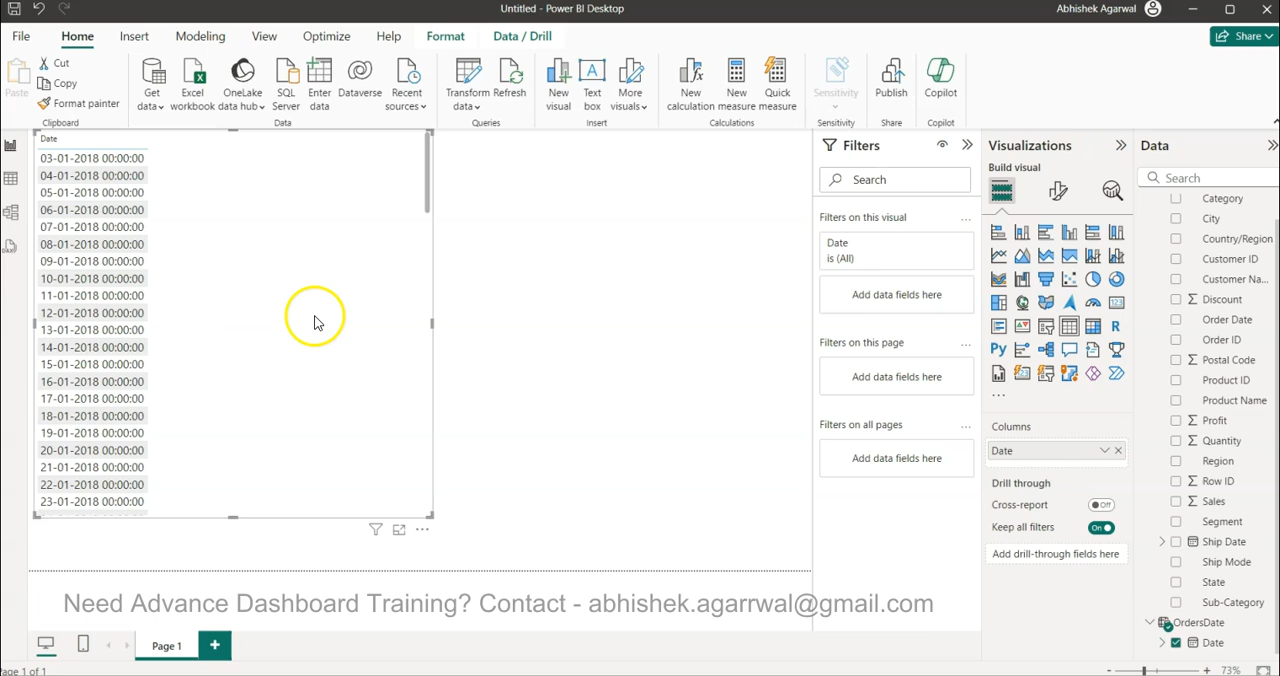 Untitled - Power BI Desktop
Abhishek Agarwal
File
Home
Insert
Modeling
View
Optimize
Help
Format
Data / Drill
Share
Paste
Cut
Copy
Format painter
Clipboard
Get data
Excel workbook
OneLake data hub
SQL Server
Enter data
Dataverse
Recent sources
Data
Transform data
Refresh
Queries
New visual
Text box
More visuals
Insert
New calculation
New measure
Quick measure
Calculations
Sensitivity
Sensitivity
Publish
Share
Copilot
Copilot
Date
03-01-2018 00:00:00
04-01-2018 00:00:00
05-01-2018 00:00:00
06-01-2018 00:00:00
07-01-2018 00:00:00
08-01-2018 00:00:00
09-01-2018 00:00:00
10-01-2018 00:00:00
11-01-2018 00:00:00
12-01-2018 00:00:00
13-01-2018 00:00:00
14-01-2018 00:00:00
15-01-2018 00:00:00
16-01-2018 00:00:00
17-01-2018 00:00:00
18-01-2018 00:00:00
19-01-2018 00:00:00
20-01-2018 00:00:00
21-01-2018 00:00:00
22-01-2018 00:00:00
23-01-2018 00:00:00
Filters
Search
Filters on this visual
Date
is (All)
Add data fields here
Filters on this page
Add data fields here
Filters on all pages
Add data fields here
Visualizations
Build visual
R
Py
Columns
Date
Drill through
Cross-report
Off
Keep all filters
On
Add drill-through fields here
Data
Search
Category
City
Country/Region
Customer ID
Customer Na...
Discount
Order Date
Order ID
Postal Code
Product ID
Product Name
Profit
Quantity
Region
Row ID
Sales
Segment
Ship Date
Ship Mode
State
Sub-Category
OrdersDate
Date
Need Advance Dashboard Training? Contact - abhishek.agarrwal@gmail.com
Page 1
age 1 of 1
73%